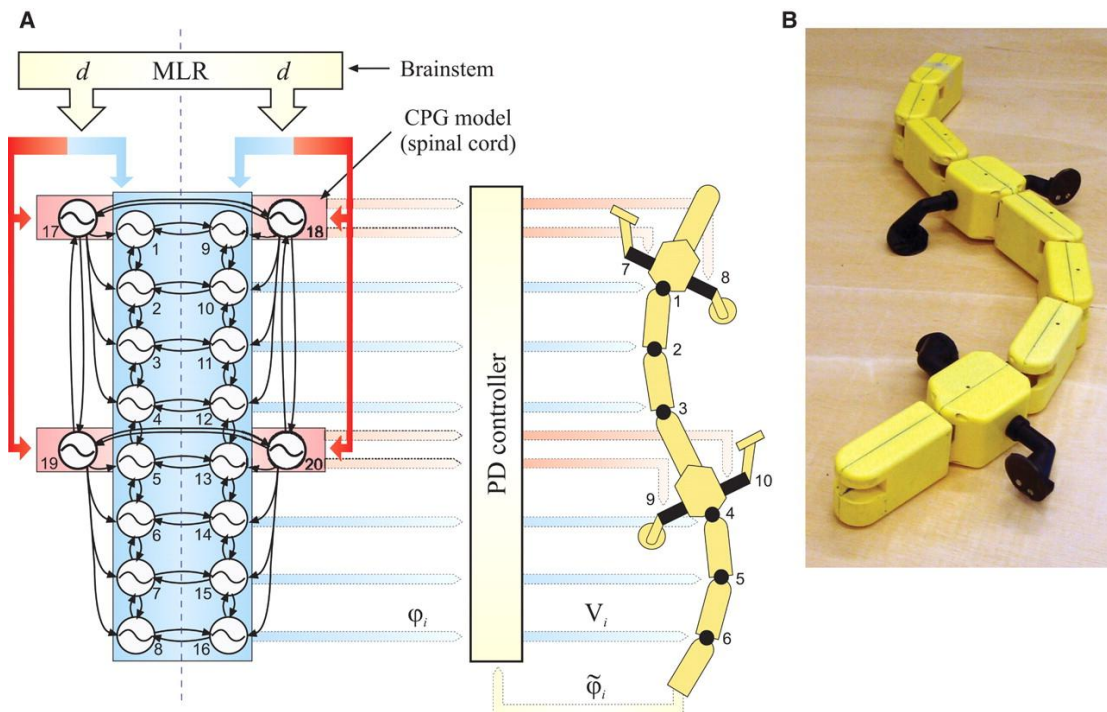 A
B
d
MLR
d
Brainstem
CPG model
(spinal cord)
17
18
1
9
2
10
3
11
4
12
19
20
5
13
6
14
7
15
8
16
φi
PD controller
Vi
φ̃i
7
8
1
2
3
9
10
4
5
6